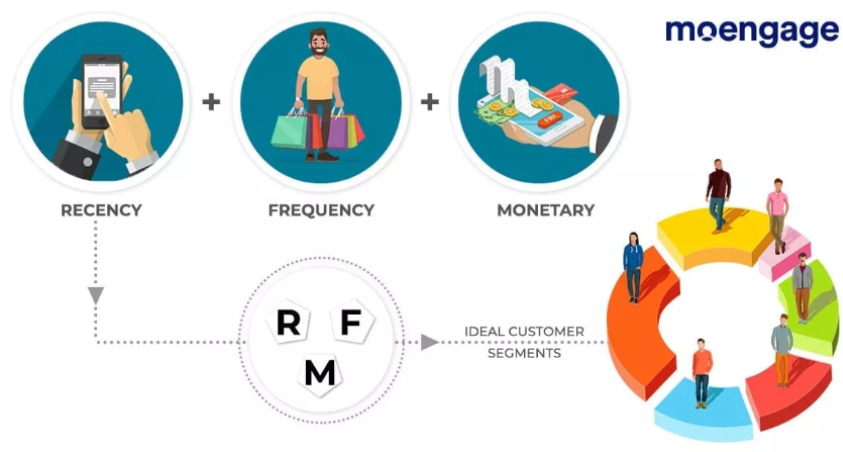 moengage
+
+
RECENCY
FREQUENCY
MONETARY
R F
M
IDEAL CUSTOMER
SEGMENTS